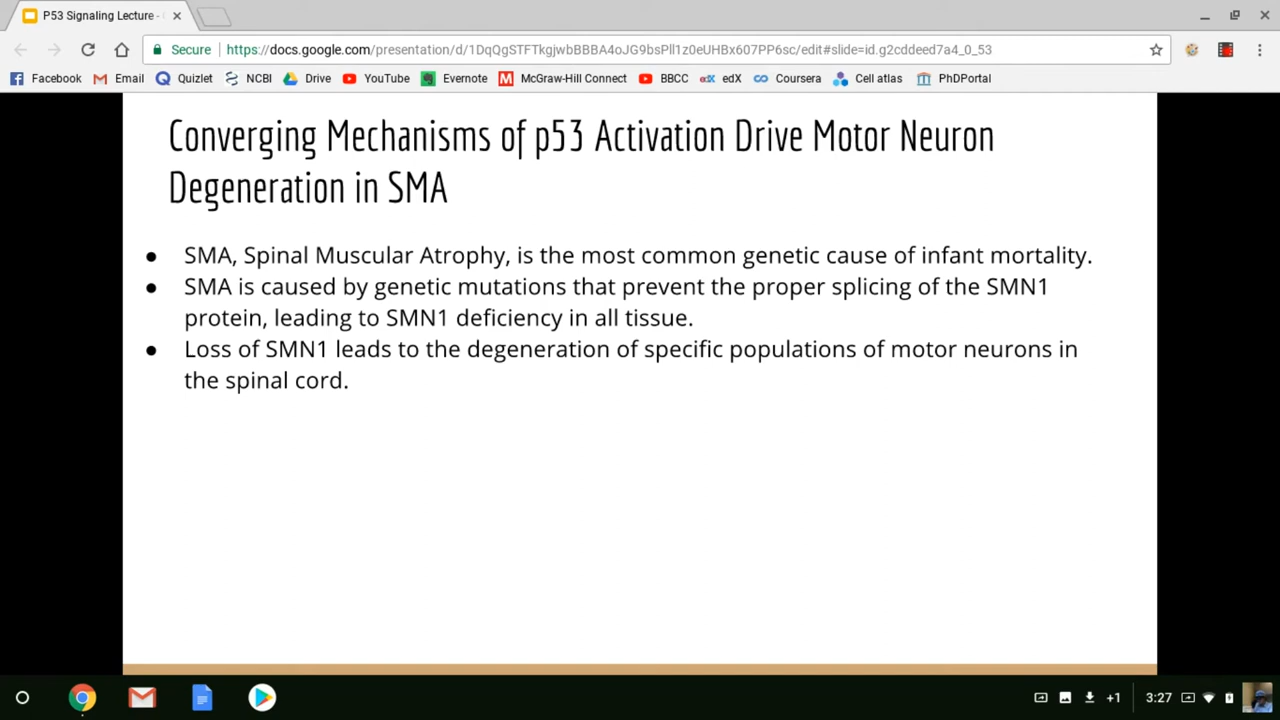 P53 Signaling Lecture -
Secure
https://docs.google.com/presentation/d/1DqQgSTFTkgjwbBBBA4oJG9bsPll1z0eUHBx607PP6sc/edit#slide=id.g2cddeed7a4_0_53
Facebook Email Quizlet NCBI Drive YouTube Evernote McGraw-Hill Connect BBCC edX Coursera Cell atlas PhDPortal
Converging Mechanisms of p53 Activation Drive Motor Neuron
Degeneration in SMA
● SMA, Spinal Muscular Atrophy, is the most common genetic cause of infant mortality.
● SMA is caused by genetic mutations that prevent the proper splicing of the SMN1
protein, leading to SMN1 deficiency in all tissue.
● Loss of SMN1 leads to the degeneration of specific populations of motor neurons in
the spinal cord.
+1 3:27